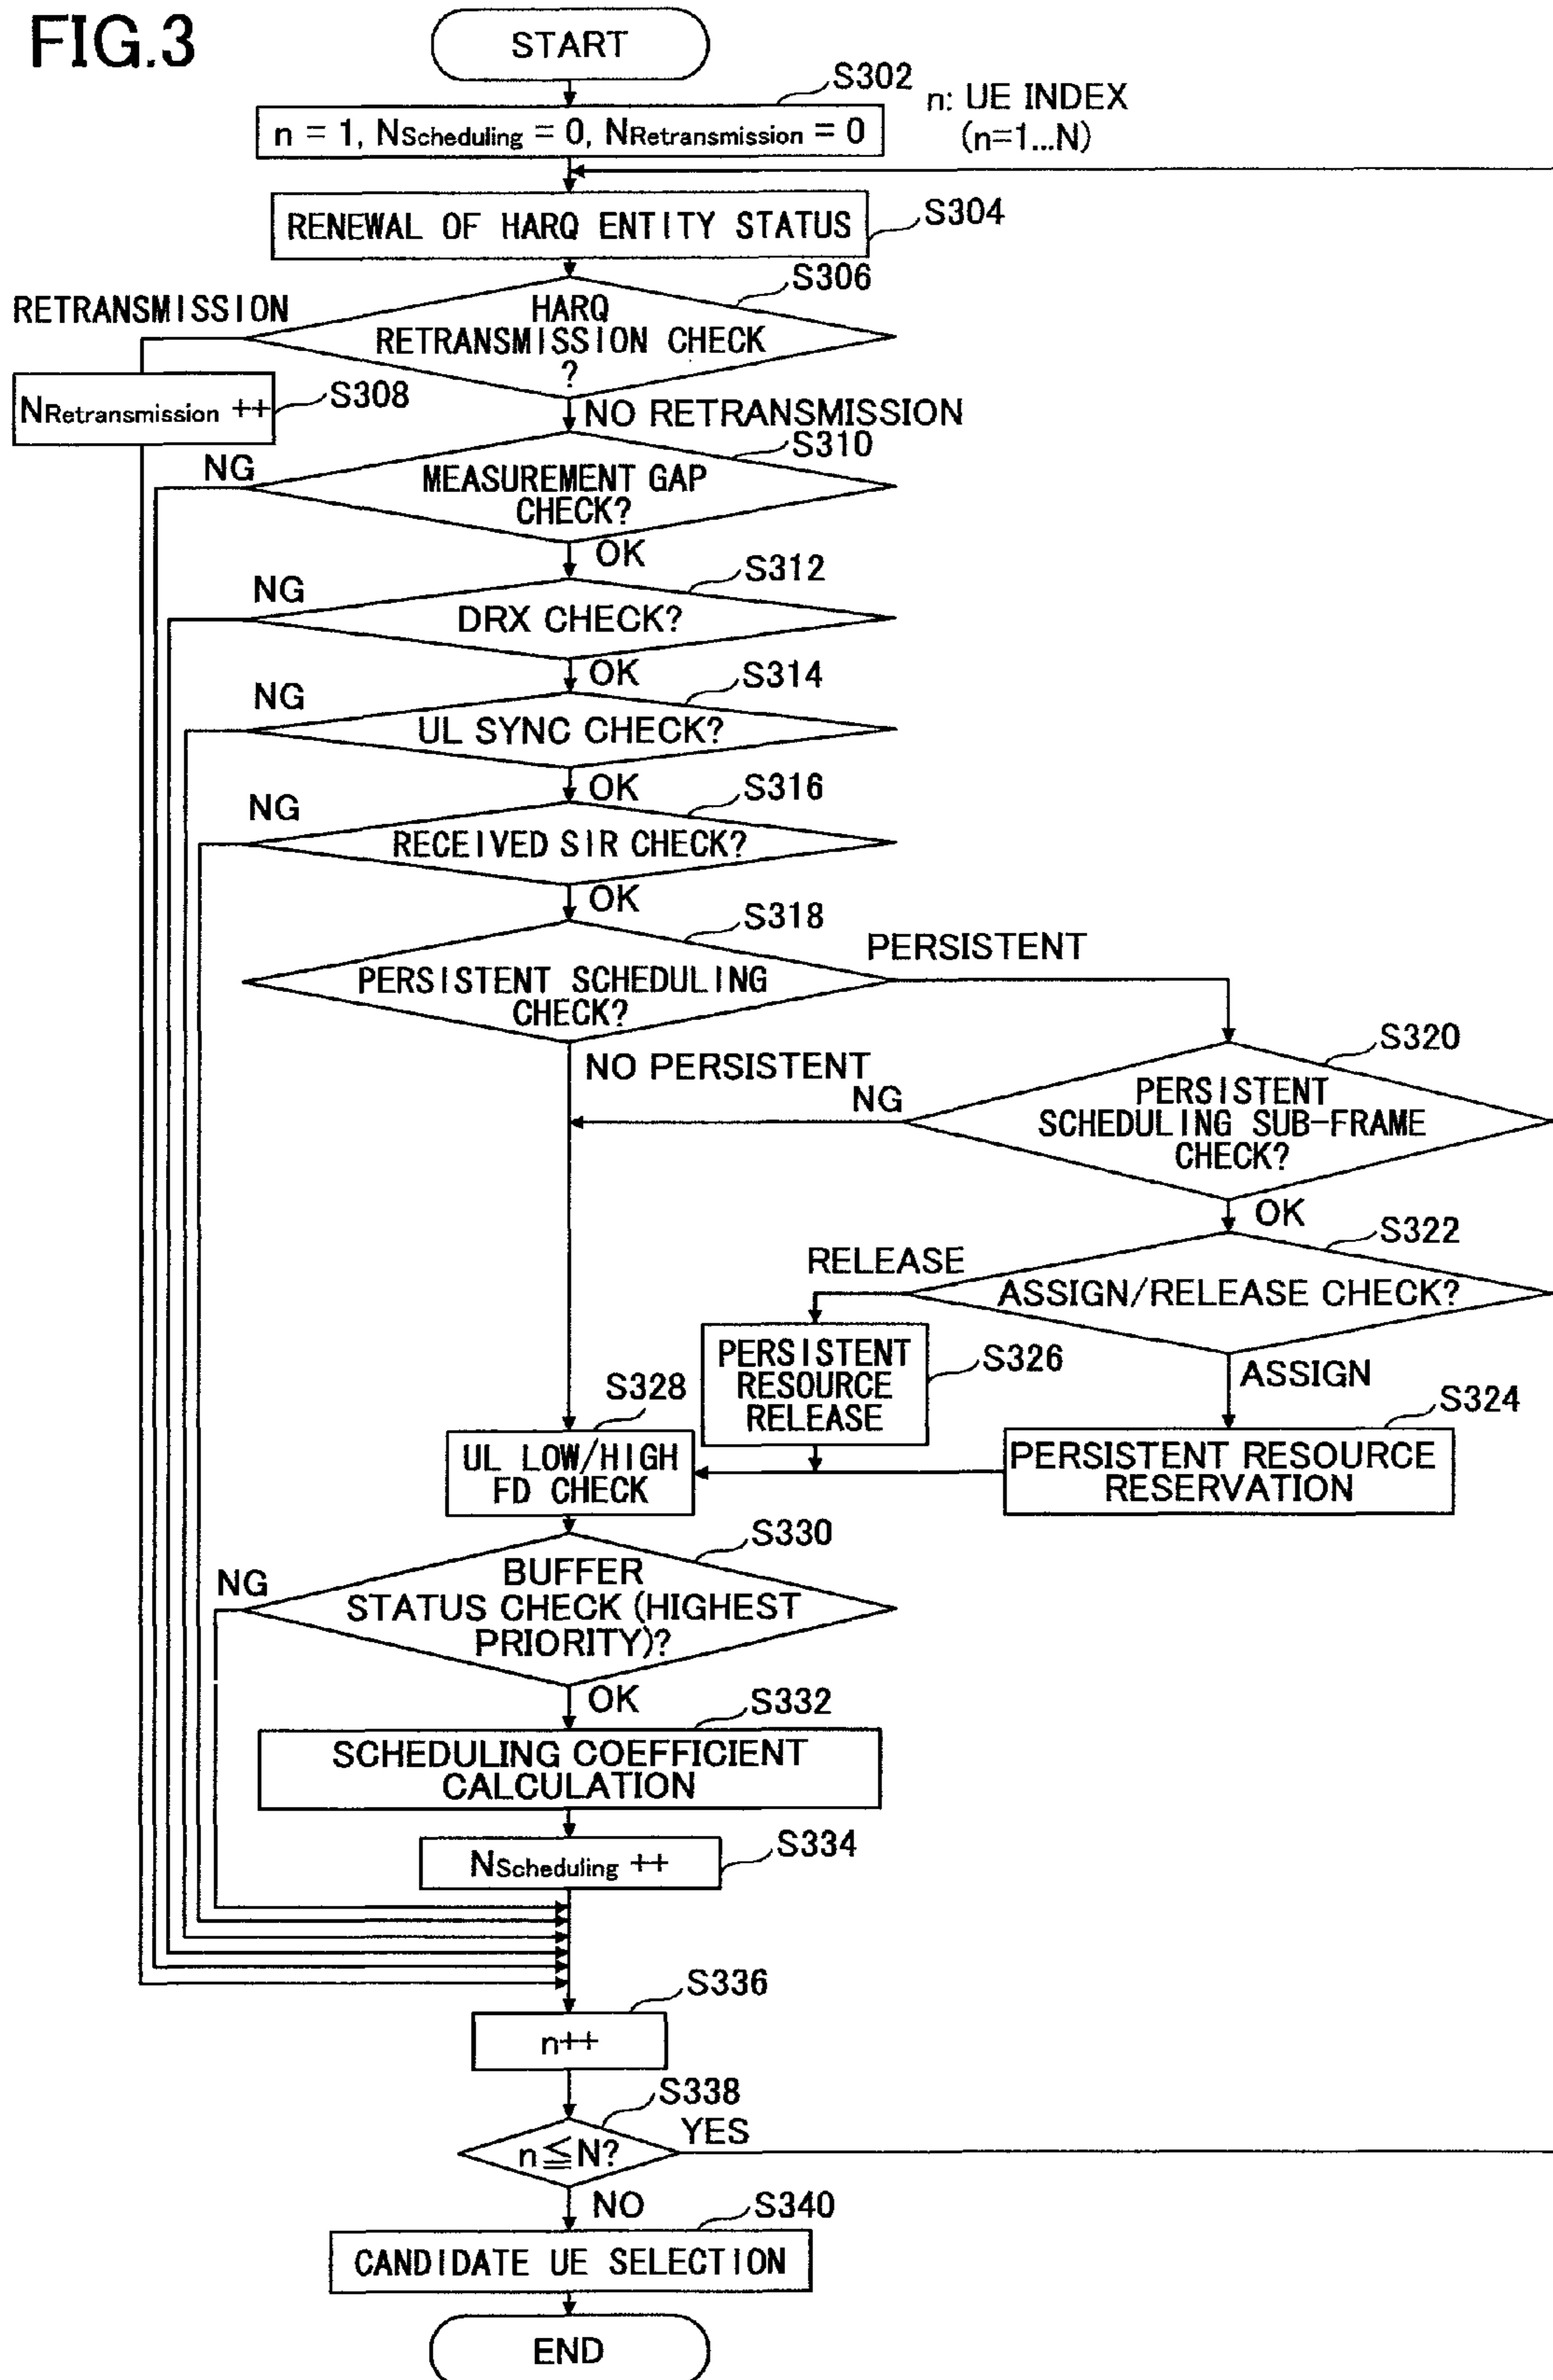 FIG.3
START
S302
n: UE INDEX
(n=1...N)
n = 1, NScheduling = 0, NRetransmission = 0
RENEWAL OF HARQ ENTITY STATUS
S304
S306
RETRANSMISSION
HARQ
RETRANSMISSION CHECK
?
NRetransmission ++
S308
NO RETRANSMISSION
S310
NG
MEASUREMENT GAP
CHECK?
OK
S312
NG
DRX CHECK?
OK
S314
NG
UL SYNC CHECK?
OK
S316
NG
RECEIVED SIR CHECK?
OK
S318
PERSISTENT
PERSISTENT SCHEDULING
CHECK?
S320
NO PERSISTENT
NG
PERSISTENT
SCHEDULING SUB-FRAME
CHECK?
OK
S322
RELEASE
ASSIGN/RELEASE CHECK?
PERSISTENT
RESOURCE
RELEASE
S326
ASSIGN
S328
S324
UL LOW/HIGH
FD CHECK
PERSISTENT RESOURCE
RESERVATION
S330
NG
BUFFER
STATUS CHECK (HIGHEST
PRIORITY)?
OK
S332
SCHEDULING COEFFICIENT
CALCULATION
S334
NScheduling ++
S336
n++
S338
n≦N?
YES
NO
S340
CANDIDATE UE SELECTION
END